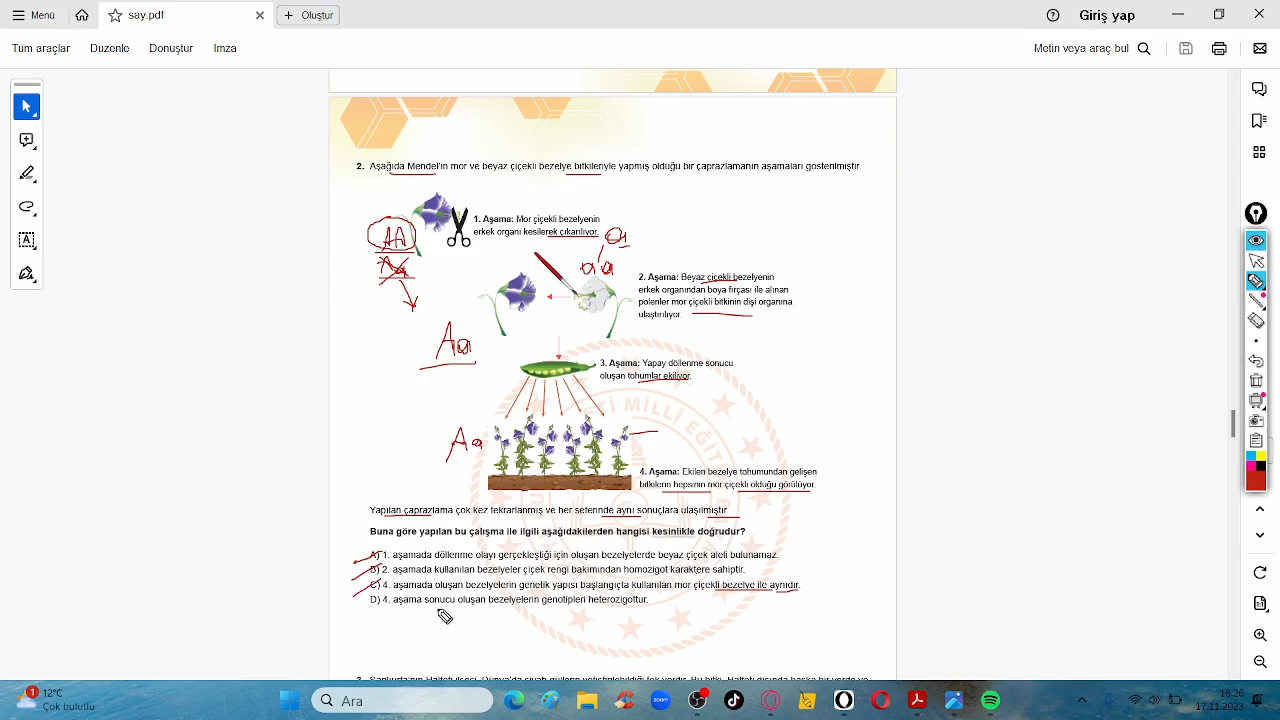 Menü
say.pdf
Oluştur
Giriş yap
Tüm araçlar
Düzenle
Dönüştür
İmza
Metin veya araç bul
2. Aşağıda Mendel'in mor ve beyaz çiçekli bezelye bitkileriyle yapmış olduğu bir çaprazlamanın aşamaları gösterilmiştir.
1. Aşama: Mor çiçekli bezelyenin
erkek organı kesilerek çıkarılıyor.
AA
Aa
a
a a
2. Aşama: Beyaz çiçekli bezelyenin
erkek organından boya fırçası ile alınan
polenler mor çiçekli bitkinin dişi organına
ulaştırılıyor.
Aa
3. Aşama: Yapay döllenme sonucu
oluşan tohumlar ekiliyor.
Aa
4. Aşama: Ekilen bezelye tohumundan gelişen
bitkilerin hepsinin mor çiçekli olduğu görülüyor.
Yapılan çaprazlama çok kez tekrarlanmış ve her seferinde aynı sonuçlara ulaşılmıştır.
Buna göre yapılan bu çalışma ile ilgili aşağıdakilerden hangisi kesinlikle doğrudur?
A) 1. aşamada döllenme olayı gerçekleştiği için oluşan bezelyelerde beyaz çiçek aleli bulunamaz.
B) 2. aşamada kullanılan bezelyeler çiçek rengi bakımından homozigot karaktere sahiptir.
C) 4. aşamada oluşan bezelyelerin genetik yapısı başlangıçta kullanılan mor çiçekli bezelye ile aynıdır.
D) 4. aşama sonucu oluşan bezelyelerin genotipleri heterozigottur.
1
12°C
Çok bulutlu
Ara
zoom
18:26
17.11.2023